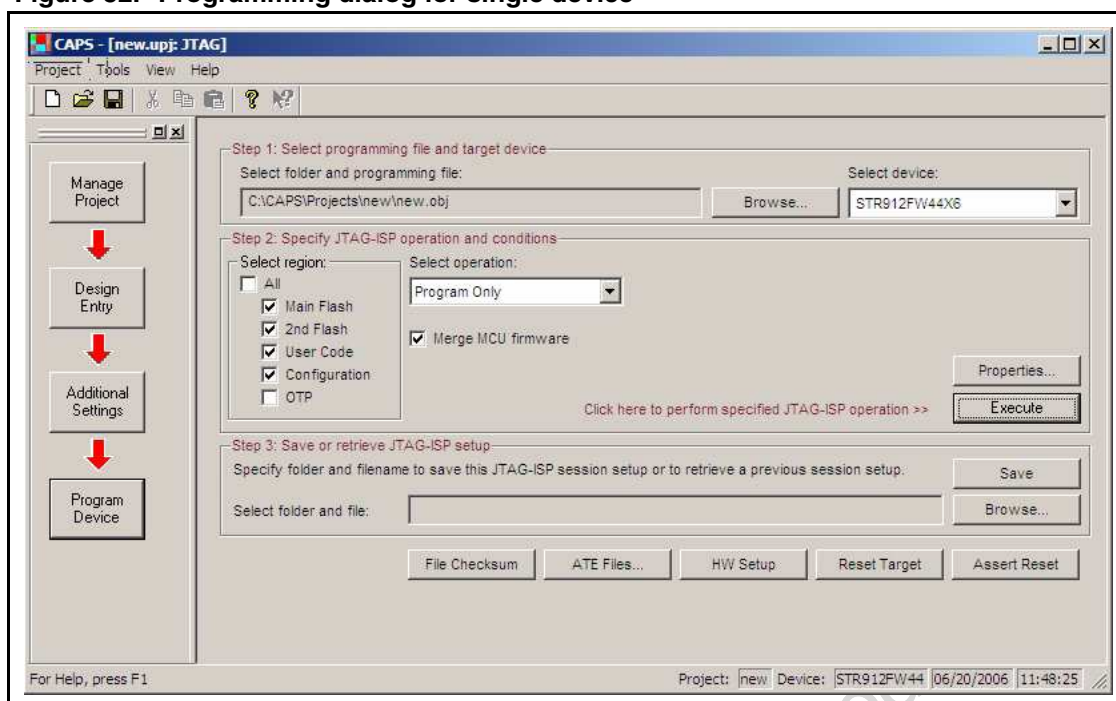 Figure 52. Programming dialog for single device
CAPS - [new.upj: JTAG]
Project Tools View Help
Manage Project
Design Entry
Additional Settings
Program Device
Step 1: Select programming file and target device
Select folder and programming file:
Select device:
C:\CAPS\Projects\new\new.obj
Browse...
STR912FW44X6
Step 2: Specify JTAG-ISP operation and conditions
Select region:
Select operation:
All
Program Only
Main Flash
2nd Flash
Merge MCU firmware
User Code
Configuration
Properties...
OTP
Click here to perform specified JTAG-ISP operation >>
Execute
Step 3: Save or retrieve JTAG-ISP setup
Specify folder and filename to save this JTAG-ISP session setup or to retrieve a previous session setup.
Save
Select folder and file:
Browse...
File Checksum
ATE Files...
HW Setup
Reset Target
Assert Reset
For Help, press F1
Project: new Device: STR912FW44 06/20/2006 11:48:25